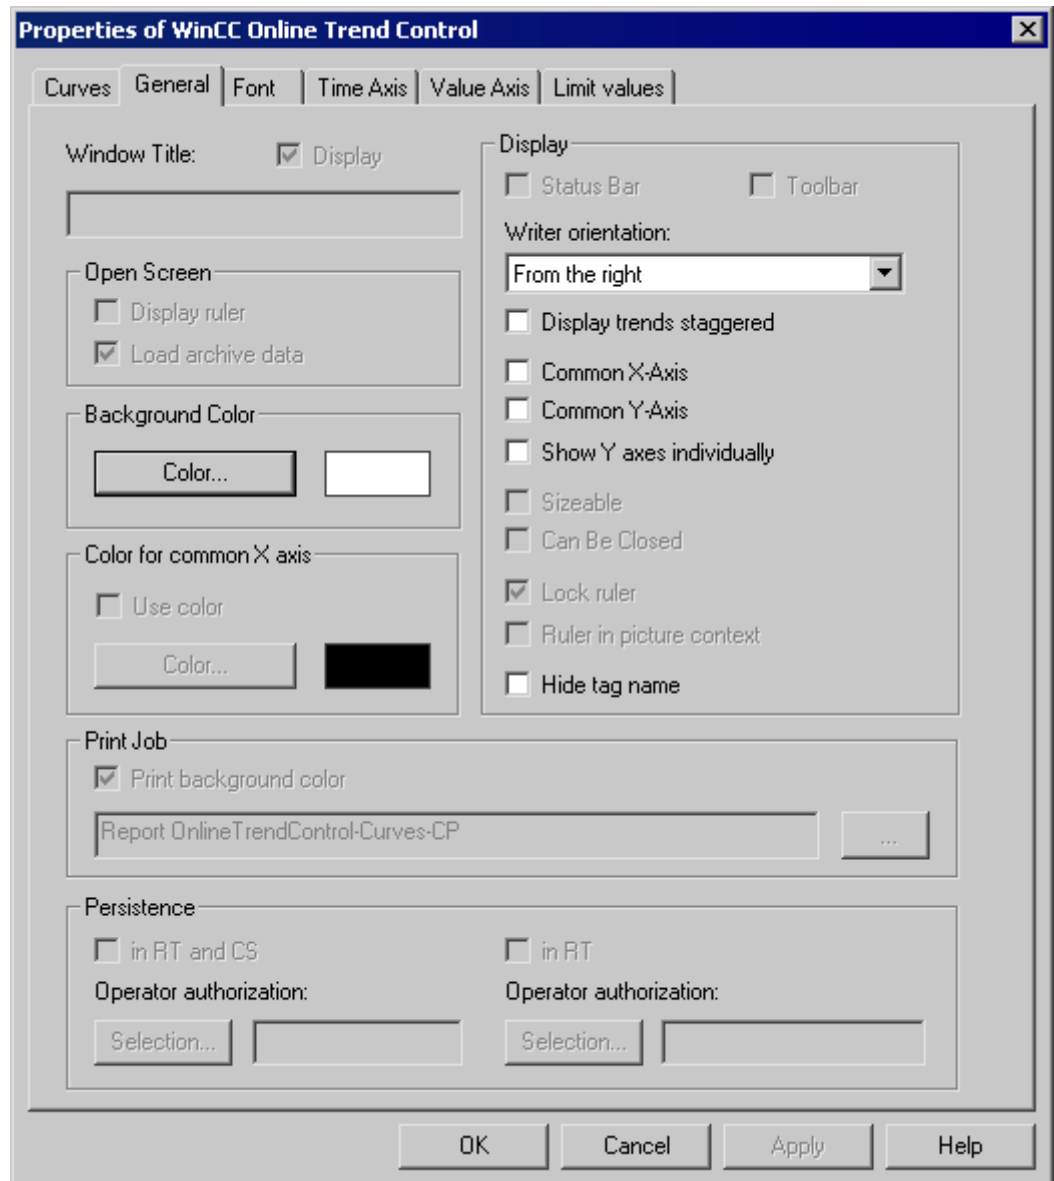 Properties of WinCC Online Trend Control
Curves General Font Time Axis Value Axis Limit values
Window Title: Display
Open Screen
Display ruler
Load archive data
Background Color
Color...
Color for common X axis
Use color
Color...
Display
Status Bar Toolbar
Writer orientation:
From the right
Display trends staggered
Common X-Axis
Common Y-Axis
Show Y axes individually
Sizeable
Can Be Closed
Lock ruler
Ruler in picture context
Hide tag name
Print Job
Print background color
Report OnlineTrendControl-Curves-CP
...
Persistence
in RT and CS in RT
Operator authorization: Operator authorization:
Selection... Selection...
OK Cancel Apply Help